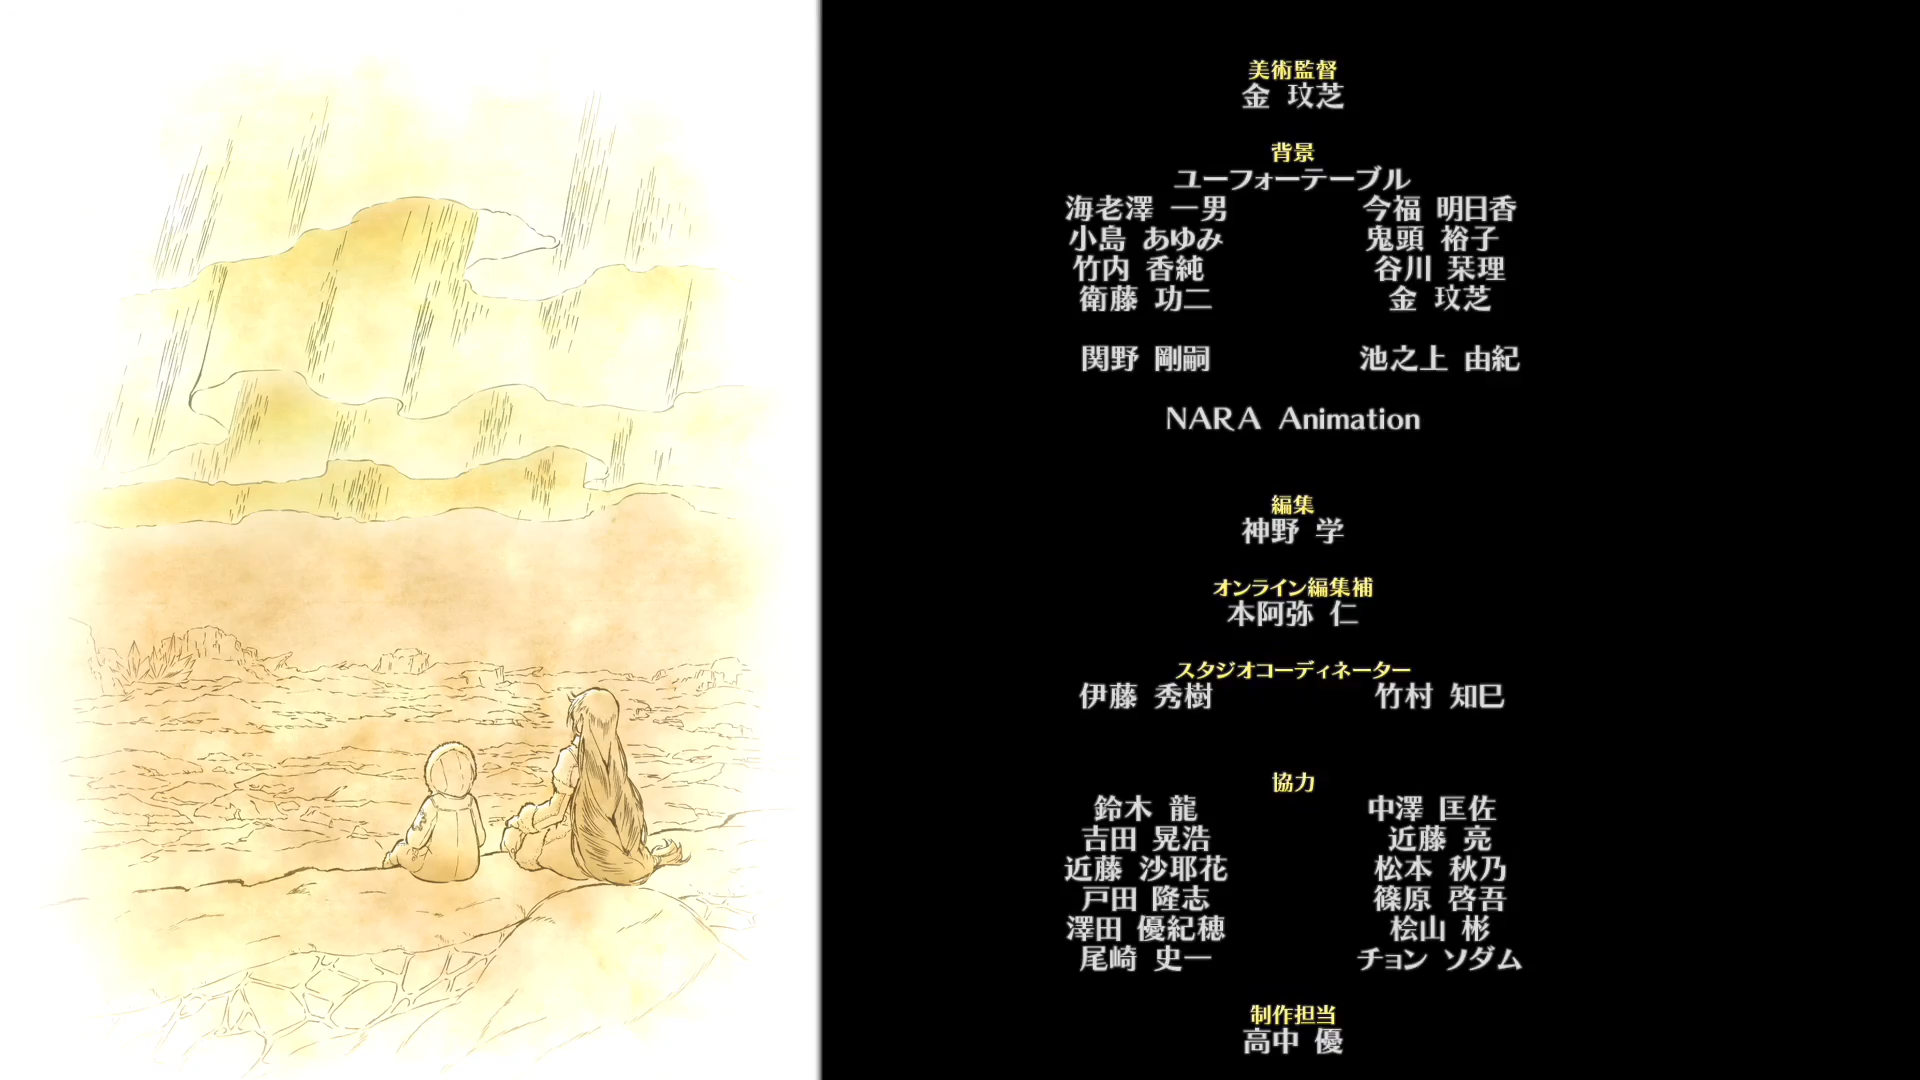 美術監督
金 玟芝
背景
ユーフォーテーブル
海老澤 一男 今福 明日香
小島 あゆみ 鬼頭 裕子
竹内 香純 谷川 栞理
衛藤 功二 金 玟芝
関野 剛嗣 池之上 由紀
NARA Animation
編集
神野 学
オンライン編集補
本阿弥 仁
スタジオコーディネーター
伊藤 秀樹 竹村 知巳
協力
鈴木 龍 中澤 匡佐
吉田 晃浩 近藤 亮
近藤 沙耶花 松本 秋乃
戸田 隆志 篠原 啓吾
澤田 優紀穂 桧山 彬
尾崎 史一 チョン ソダム
制作担当
高中 優